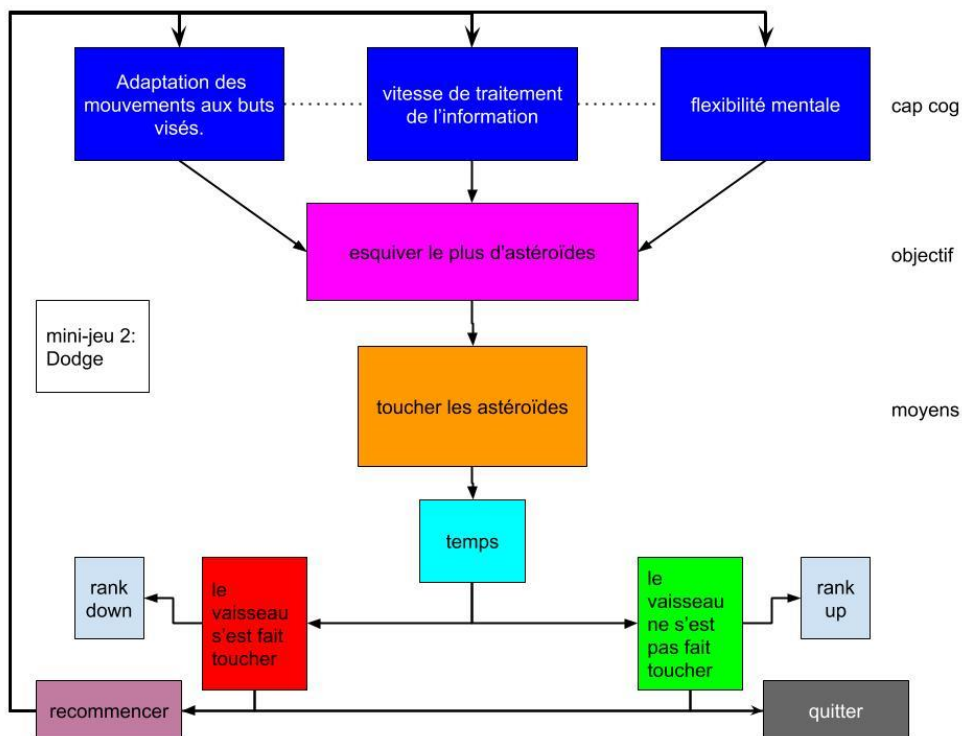 Adaptation des
mouvements aux buts
visés.
vitesse de traitement
de l'information
flexibilité mentale
cap cog
esquiver le plus d'astéroïdes
objectif
mini-jeu 2:
Dodge
toucher les astéroïdes
moyens
temps
rank
down
le
vaisseau
s'est fait
toucher
le
vaisseau
ne s'est
pas fait
toucher
rank
up
recommencer
quitter